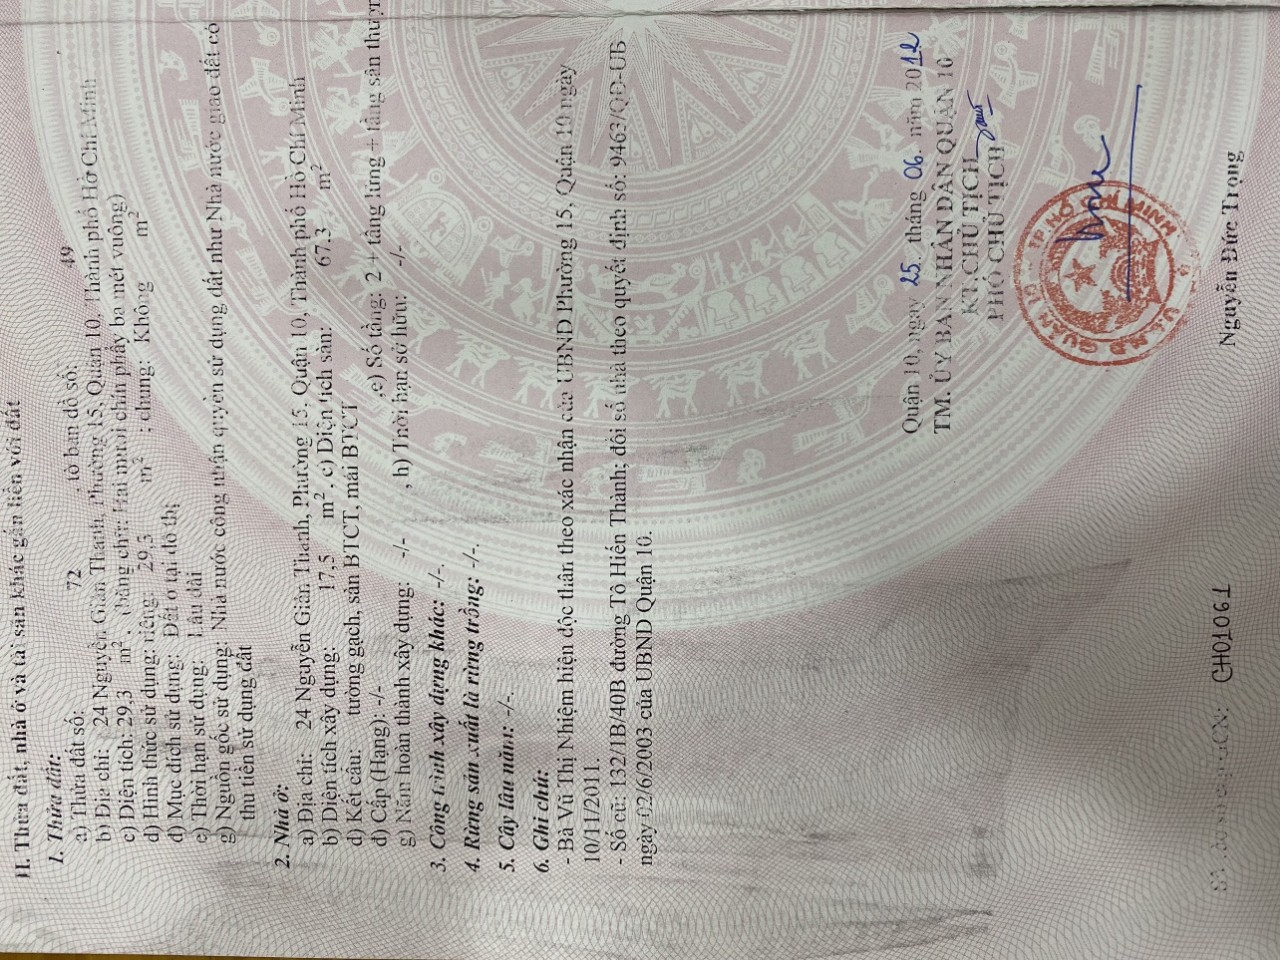 II. Thửa đất, nhà ở và tài sản khác gắn liền với đất
1. Thửa đất:
a) Thửa đất số: 72 , tờ bản đồ số: 49
b) Địa chỉ: 24 Nguyễn Giản Thanh, Phường 15, Quận 10, Thành phố Hồ Chí Minh
c) Diện tích: 29,3 m², (bằng chữ: Hai mươi chín phẩy ba mét vuông)
d) Hình thức sử dụng: riêng: 29,3 m² ; chung: Không m²
đ) Mục đích sử dụng: Đất ở tại đô thị
e) Thời hạn sử dụng: Lâu dài
g) Nguồn gốc sử dụng: Nhà nước công nhận quyền sử dụng đất như Nhà nước giao đất có
thu tiền sử dụng đất
2. Nhà ở:
a) Địa chỉ: 24 Nguyễn Giản Thanh, Phường 15, Quận 10, Thành phố Hồ Chí Minh
b) Diện tích xây dựng: 17,5 m². c) Diện tích sàn: 67,3 m²
d) Kết cấu: tường gạch, sàn BTCT, mái BTCT
đ) Cấp (Hạng): -/- ,e) Số tầng: 2 + tầng lửng + tầng sân thượn
g) Năm hoàn thành xây dựng: -/- , h) Thời hạn sở hữu: -/-
3. Công trình xây dựng khác: -/-.
4. Rừng sản xuất là rừng trồng: -/-.
5. Cây lâu năm: -/-.
6. Ghi chú:
- Bà Vũ Thị Nhiệm hiện độc thân theo xác nhận của UBND Phường 15, Quận 10 ngày
10/11/2011.
- Số cũ: 132/1B/40B đường Tô Hiến Thành; đổi số nhà theo quyết định số: 9463/QĐ-UB
ngày 02/6/2003 của UBND Quận 10.
Quận 10, ngày 25. tháng 06. năm 2012
TM. ỦY BAN NHÂN DÂN QUẬN 10
KT.CHỦ TỊCH
PHÓ CHỦ TỊCH
U.B.N.D QUẬN 10 TP HỒ CHÍ MINH
Nguyễn Đức Trọng
Số vào sổ cấp GCN: CH01061